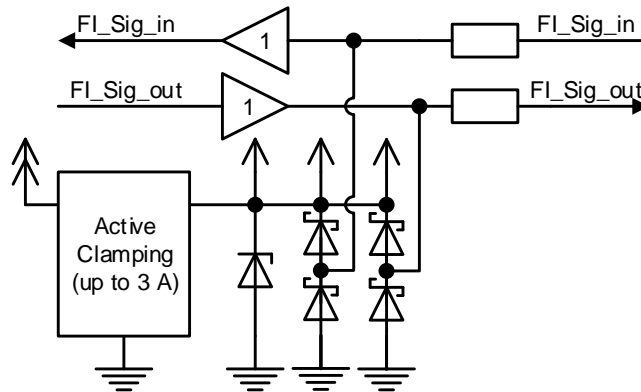 FI_Sig_in
1
FI_Sig_in
FI_Sig_out
1
FI_Sig_out
Active
Clamping
(up to 3 A)